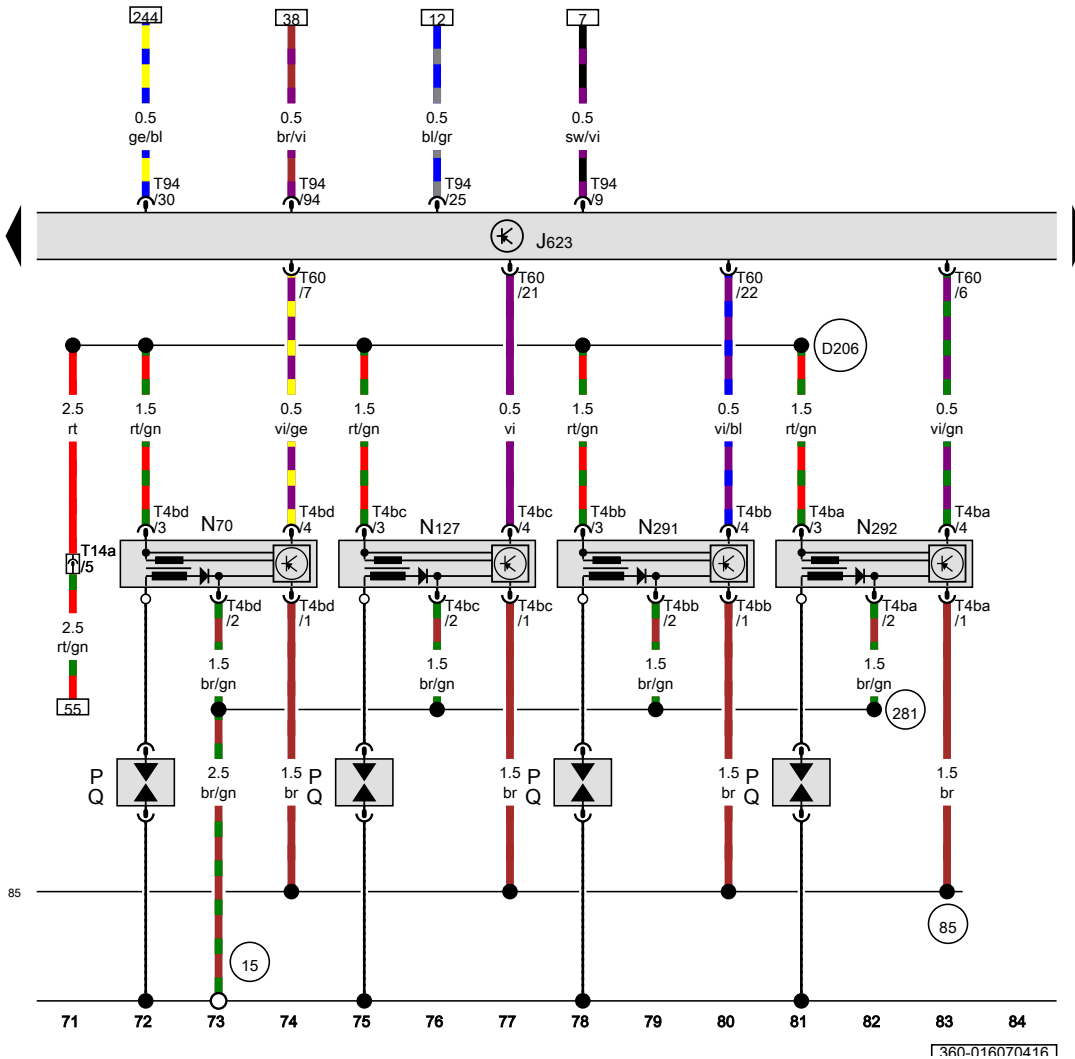 244 38 12 7
0.5 0.5 0.5 0.5
ge/bl br/vi bl/gr sw/vi
T94 T94 T94 T94
/30 /94 /25 /9
J623
T60 T60 T60 T60
/7 /21 /22 /6
D206
2.5 1.5 0.5 1.5 0.5 1.5 0.5 1.5 0.5
rt rt/gn vi/ge rt/gn vi rt/gn vi/bl rt/gn vi/gn
T4bd T4bd T4bc T4bc T4bb T4bb T4ba T4ba
/3 N70 /4 /3 N127 /4 /3 N291 /4 /3 N292 /4
T14a
/5
T4bd T4bd T4bc T4bc T4bb T4bb T4ba T4ba
/2 /1 /2 /1 /2 /1 /2 /1
2.5
rt/gn
1.5 1.5 1.5 1.5
br/gn br/gn br/gn br/gn
55
281
P 2.5 1.5 P 1.5 P 1.5 P 1.5
Q br/gn br Q br Q br Q br
85
85
15
71 72 73 74 75 76 77 78 79 80 81 82 83 84
360-016070416